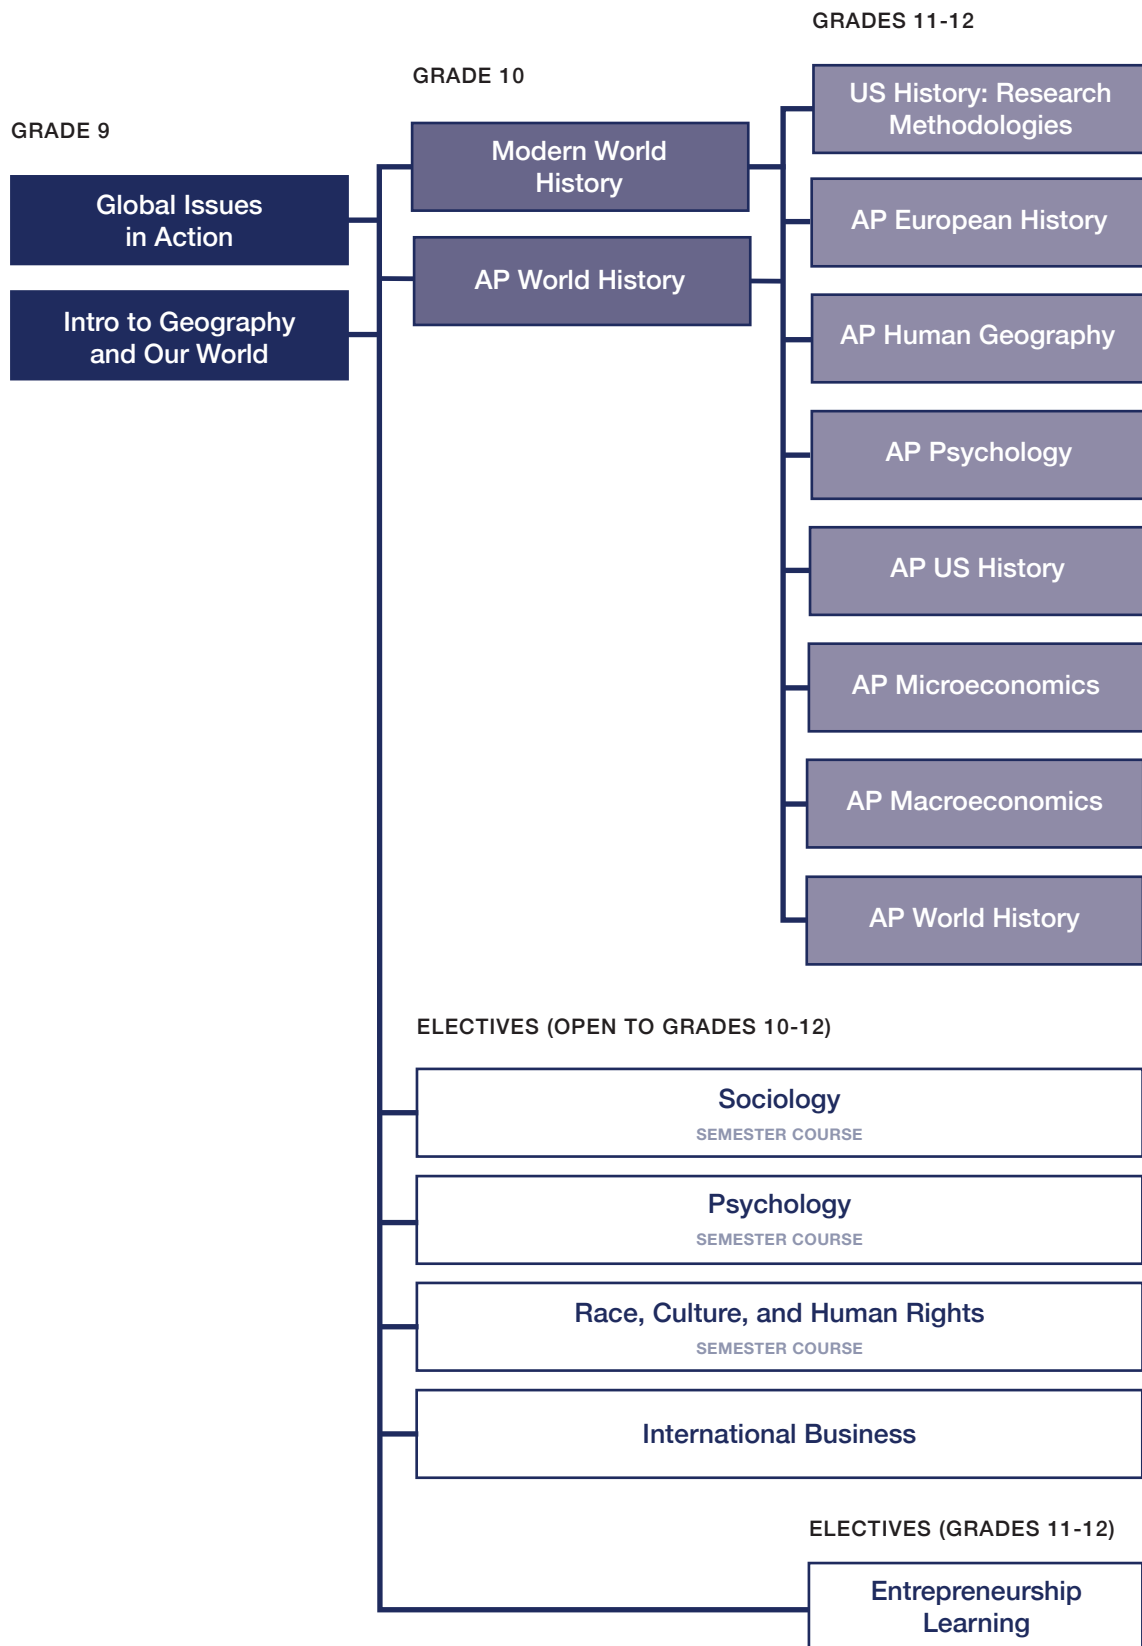 GRADE 9
Global Issues
in Action
Intro to Geography
and Our World
GRADE 10
Modern World
History
AP World History
GRADES 11-12
US History: Research
Methodologies
AP European History
AP Human Geography
AP Psychology
AP US History
AP Microeconomics
AP Macroeconomics
AP World History
ELECTIVES (OPEN TO GRADES 10-12)
Sociology
SEMESTER COURSE
Psychology
SEMESTER COURSE
Race, Culture, and Human Rights
SEMESTER COURSE
International Business
ELECTIVES (GRADES 11-12)
Entrepreneurship
Learning